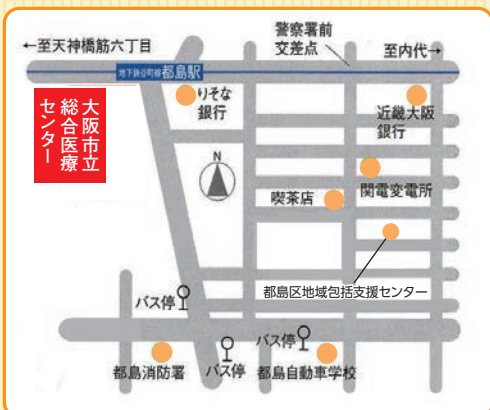 警察署前
交差点
←至天神橋筋六丁目
至内代→
地下鉄谷町線都島駅
りそな
銀行
近畿大阪
銀行
大阪市立
総合医療
センター
N
関電変電所
喫茶店
都島区地域包括支援センター
バス停
バス停
バス停
都島消防署
都島自動車学校